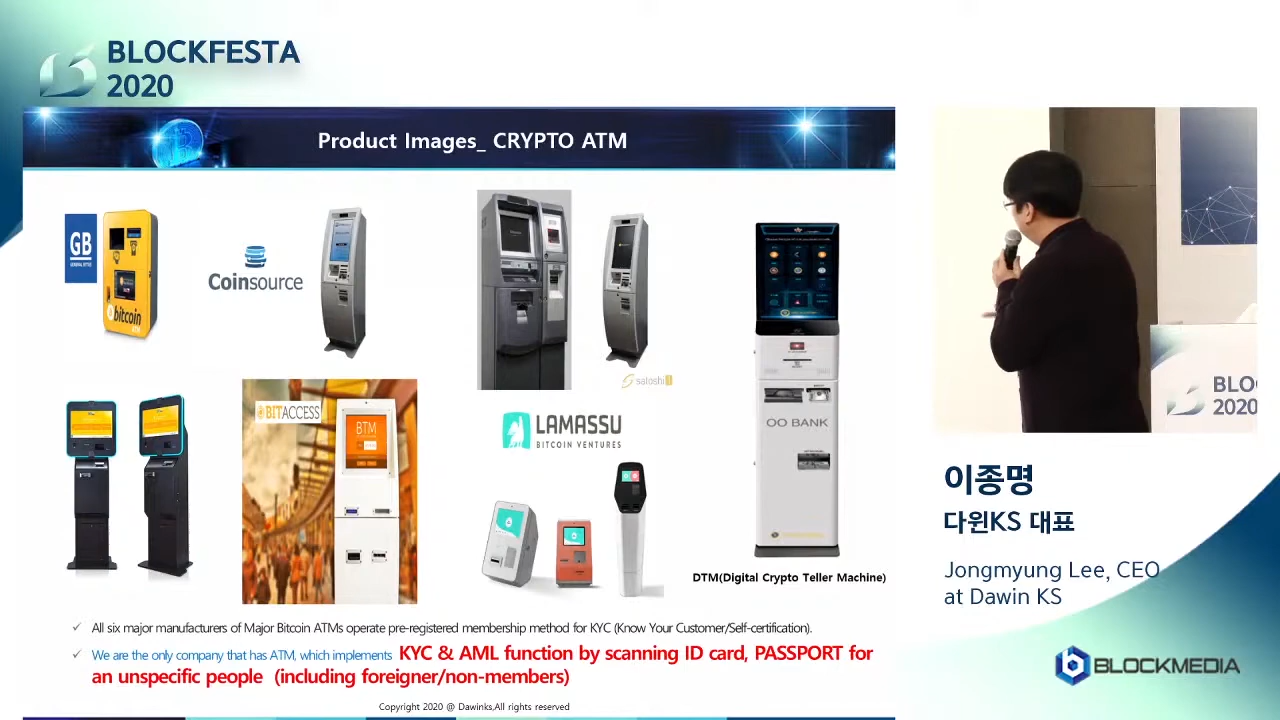 BLOCKFESTA
2020
Product Images_ CRYPTO ATM
GB
GENERAL BYTES
bitcoin
ATM
Coinsource
satoshi
BITACCESS
BTM
LAMASSU
BITCOIN VENTURES
OO BANK
DTM(Digital Crypto Teller Machine)
✓ All six major manufacturers of Major Bitcoin ATMs operate pre-registered membership method for KYC (Know Your Customer/Self-certification).
✓ We are the only company that has ATM, which implements KYC & AML function by scanning ID card, PASSPORT for
an unspecific people (including foreigner/non-members)
Copyright 2020 @ Dawinks,All rights reserved
BLOC
2020
이종명
다윈KS 대표
Jongmyung Lee, CEO
at Dawin KS
BLOCKMEDIA